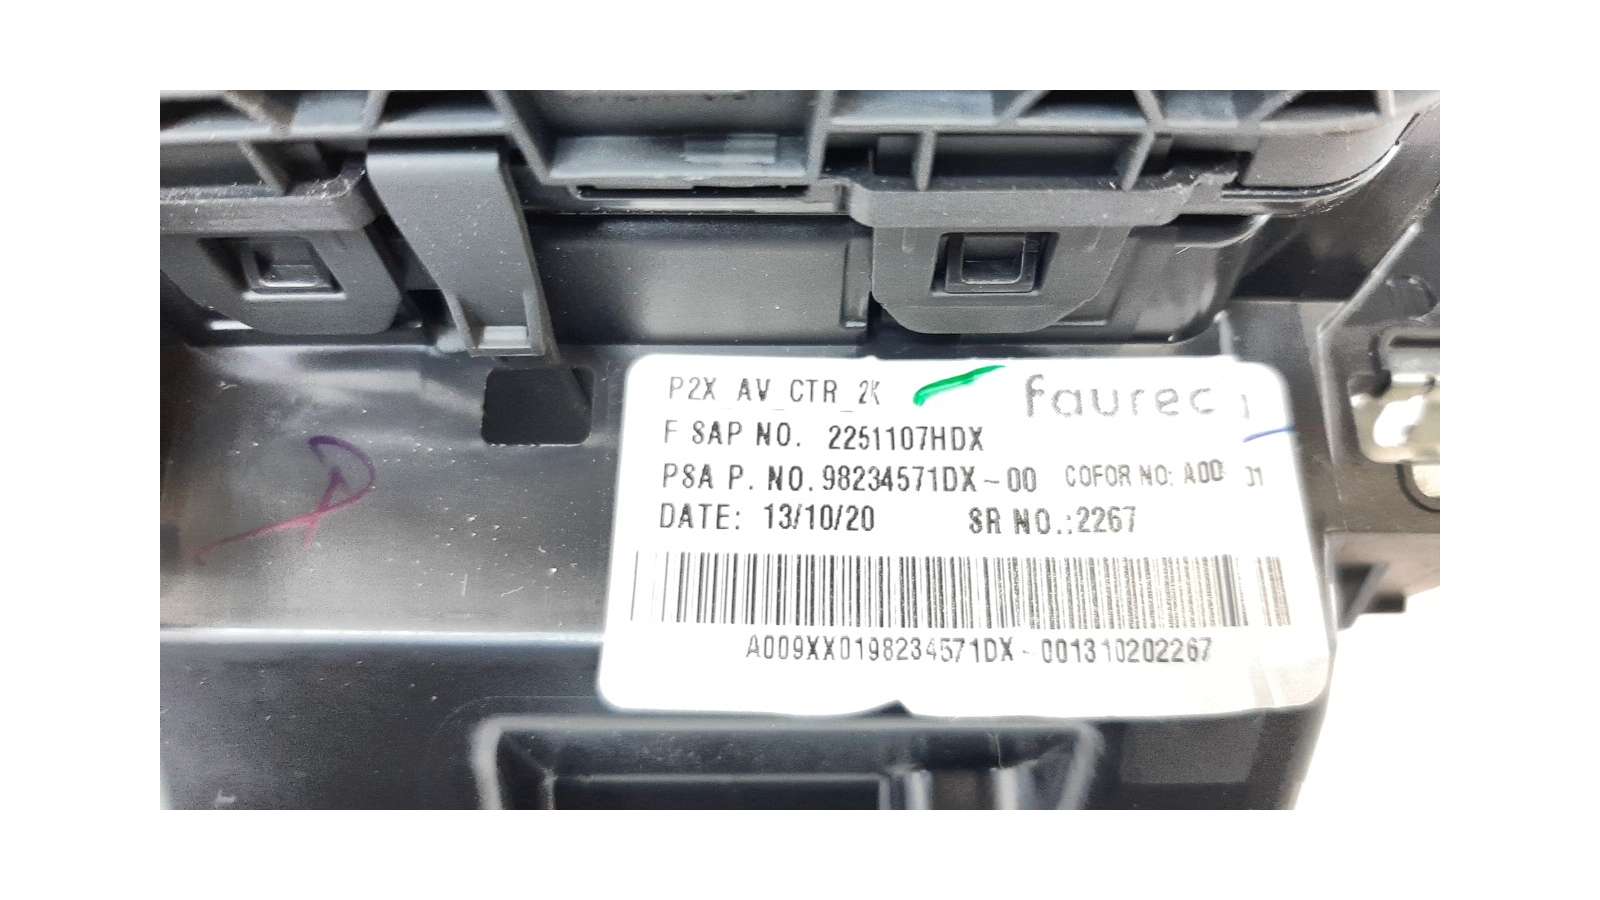 P2X_AV_CTR_2K faurec
F SAP NO. 2251107HDX
PSA P. NO. 98234571DX-00 COFOR NO: A00
DATE: 13/10/20 SR NO.:2267
A009XX0198234571DX-001310202267